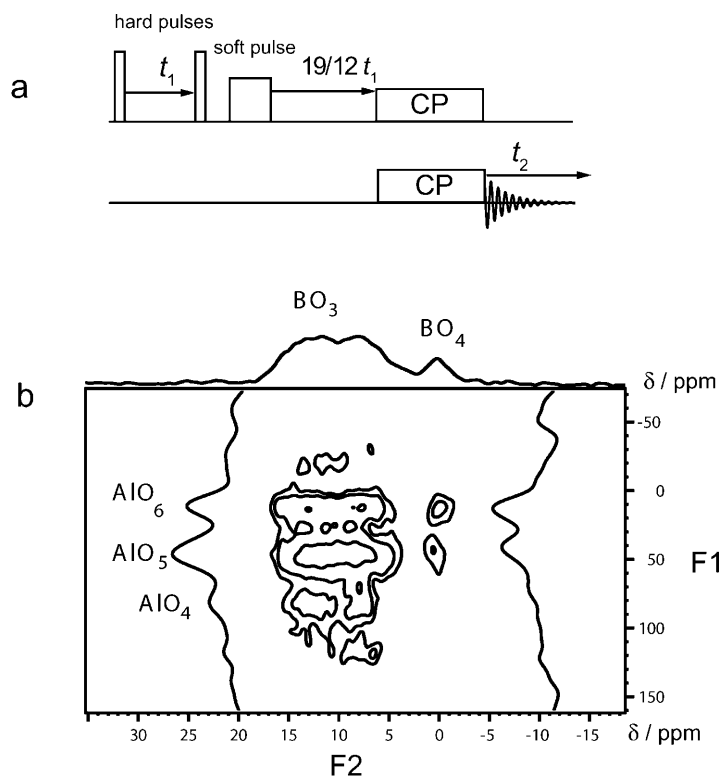 hard pulses
soft pulse
a
t1
19/12 t1
CP
CP
t2
BO3
BO4
δ / ppm
b
-50
AlO6
0
AlO5
50
F1
AlO4
100
150
35 30 25 20 15 10 5 0 -5 -10 -15 δ / ppm
F2